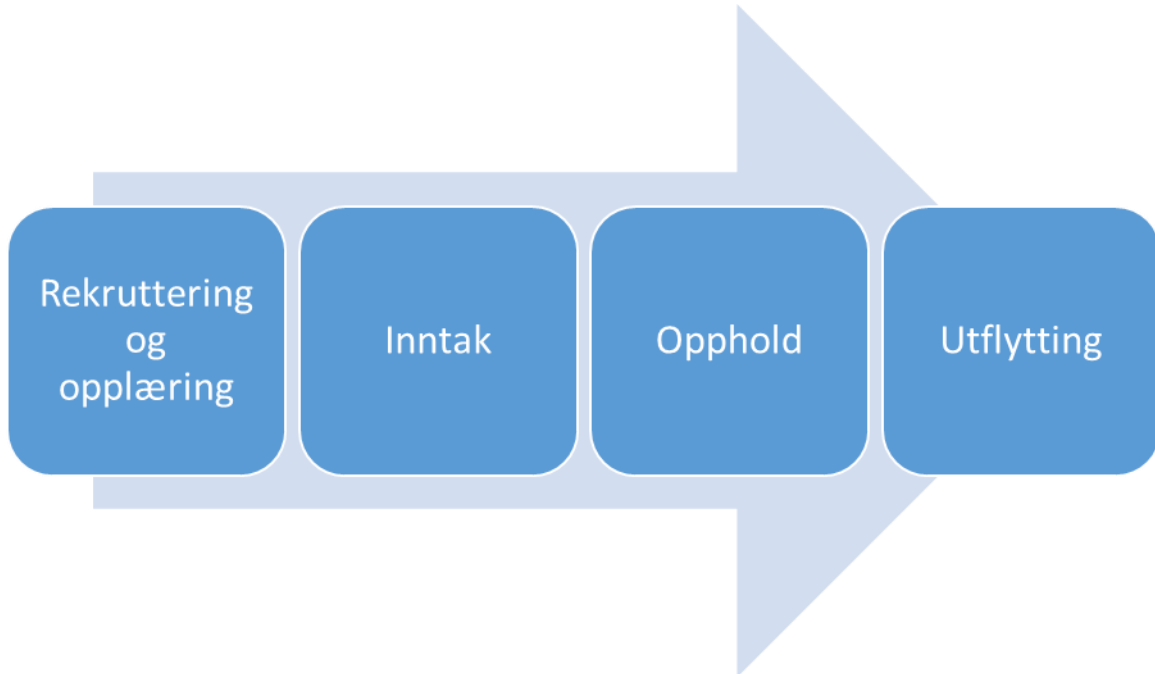 Rekruttering
og
opplæring
Inntak
Opphold
Utflytting